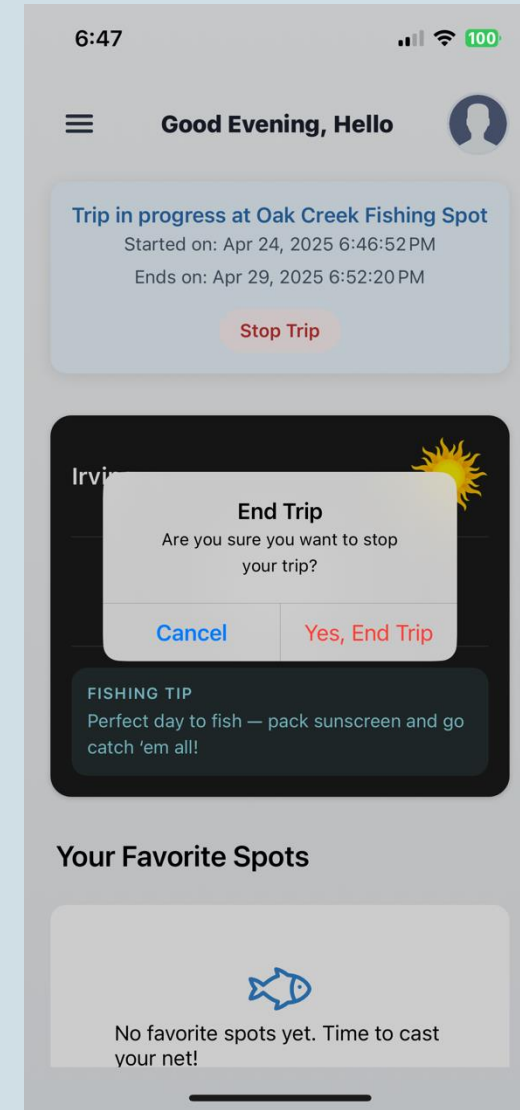 6:47
100
Good Evening, Hello
Trip in progress at Oak Creek Fishing Spot
Started on: Apr 24, 2025 6:46:52 PM
Ends on: Apr 29, 2025 6:52:20 PM
Stop Trip
End Trip
Are you sure you want to stop
your trip?
Cancel
Yes, End Trip
FISHING TIP
Perfect day to fish — pack sunscreen and go
catch ‘em all!
Your Favorite Spots
No favorite spots yet. Time to cast
your net!